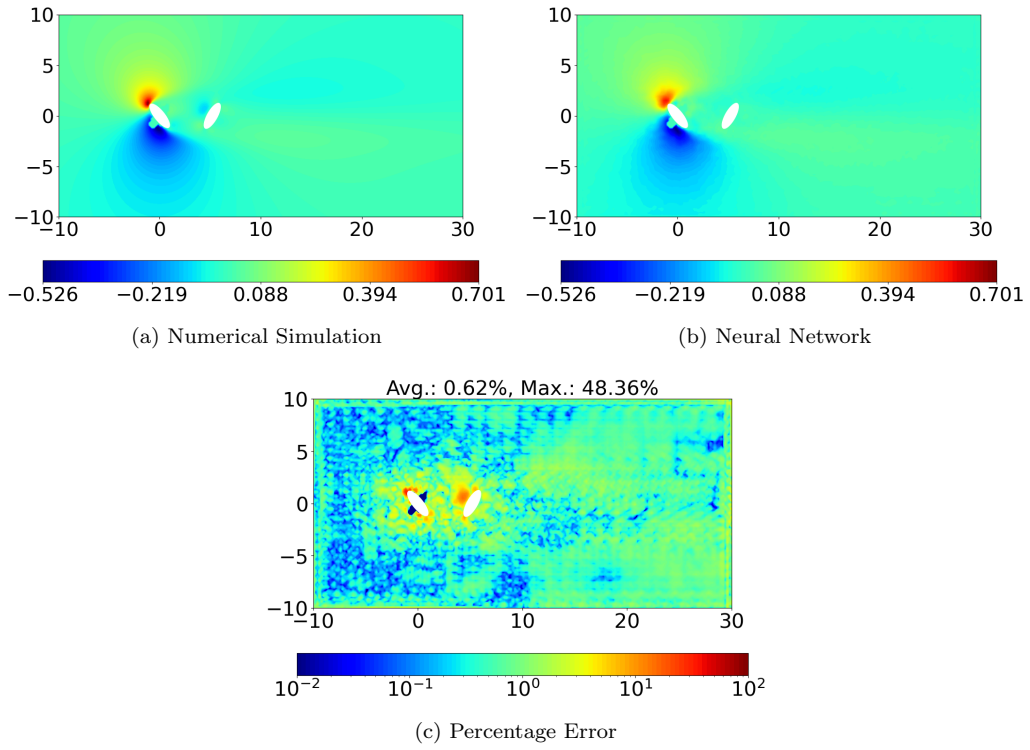 10
5
0
−5
−10
−10 0 10 20 30
−0.526 −0.219 0.088 0.394 0.701
(a) Numerical Simulation
10
5
0
−5
−10
−10 0 10 20 30
−0.526 −0.219 0.088 0.394 0.701
(b) Neural Network
Avg.: 0.62%, Max.: 48.36%
10
5
0
−5
−10
−10 0 10 20 30
10⁻² 10⁻¹ 10⁰ 10¹ 10²
(c) Percentage Error